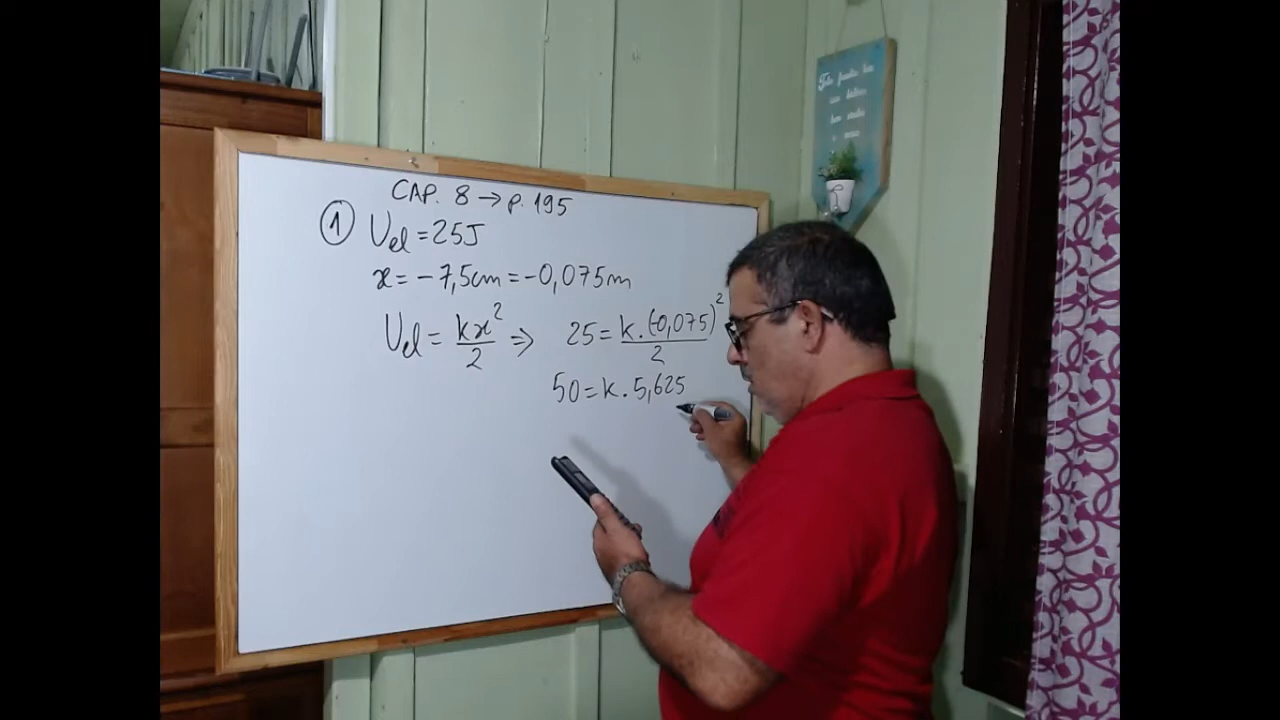 CAP. 8 → p. 195
① Uel = 25J
x = -7,5cm = -0,075m
Uel = kx²/2 ⇒ 25 = k.(-0,075)²/2
50 = k . 5,625